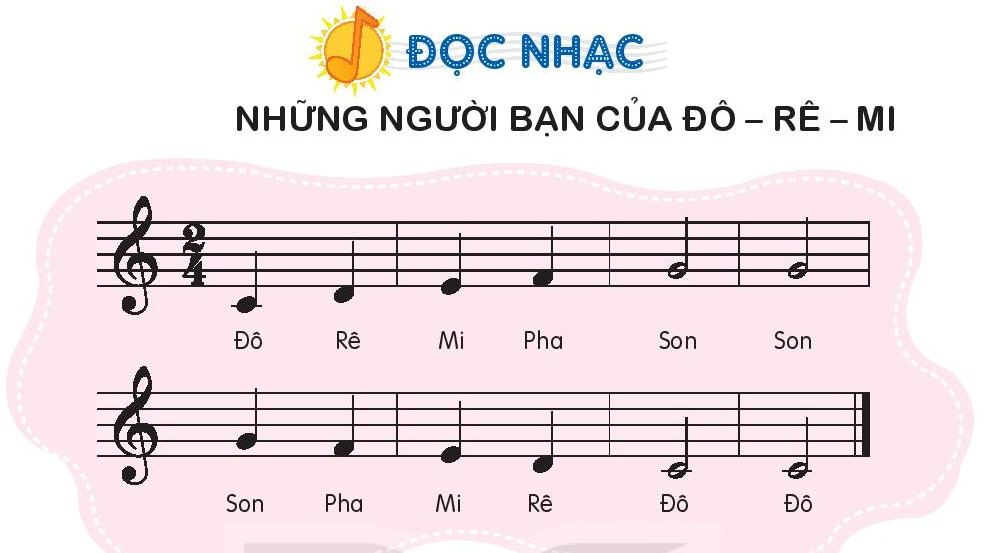 ĐỌC NHẠC
NHỮNG NGƯỜI BẠN CỦA ĐÔ – RÊ – MI
2
4
Đô Rê Mi Pha Son Son
Son Pha Mi Rê Đô Đô